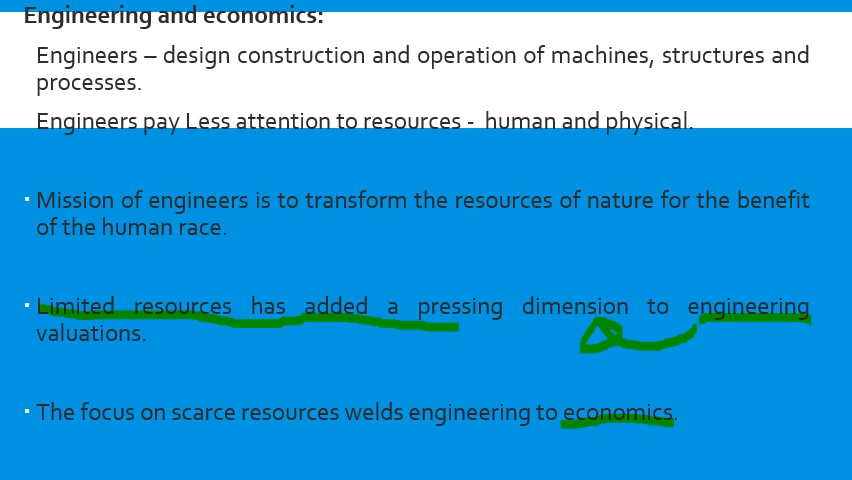 Engineering and economics:
Engineers – design construction and operation of machines, structures and
processes.
Engineers pay Less attention to resources - human and physical.
▪ Mission of engineers is to transform the resources of nature for the benefit
of the human race.
▪ Limited resources has added a pressing dimension to engineering
valuations.
▪ The focus on scarce resources welds engineering to economics.